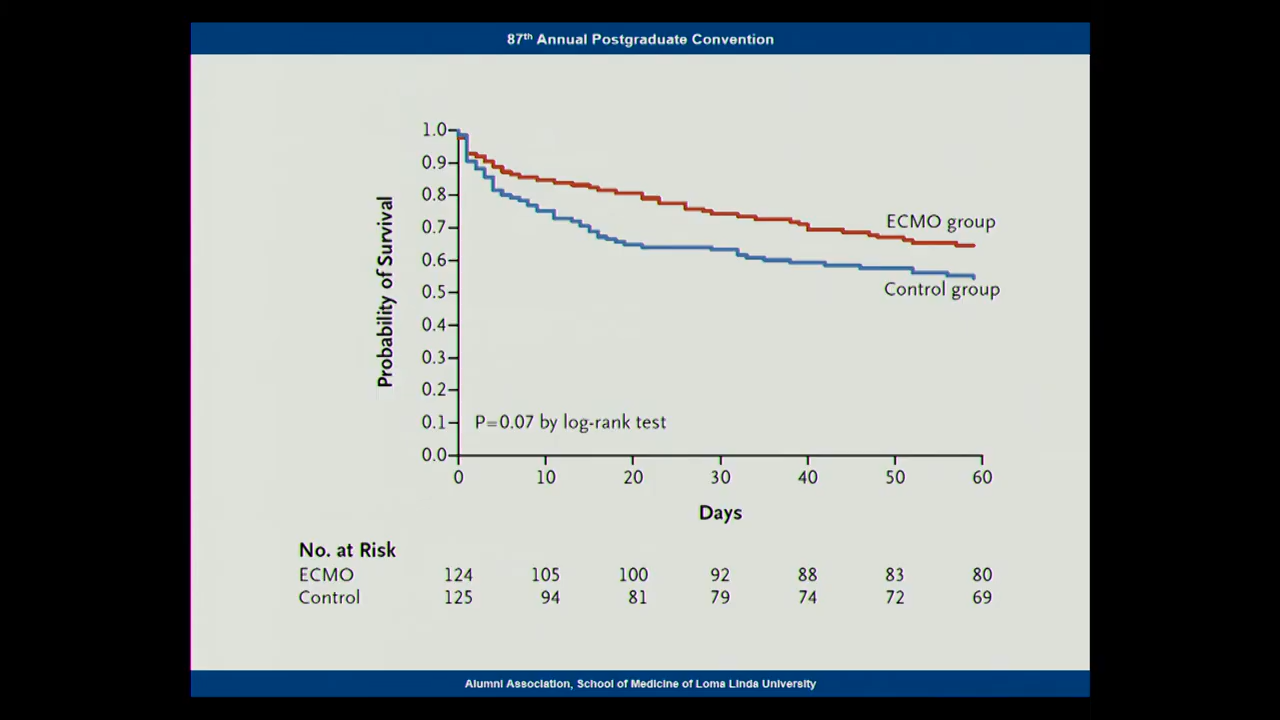 87th Annual Postgraduate Convention
1.0
0.9
0.8
0.7
0.6
0.5
0.4
0.3
0.2
0.1
0.0
Probability of Survival
ECMO group
Control group
P=0.07 by log-rank test
0 10 20 30 40 50 60
Days
No. at Risk
ECMO 124 105 100 92 88 83 80
Control 125 94 81 79 74 72 69
Alumni Association, School of Medicine of Loma Linda University